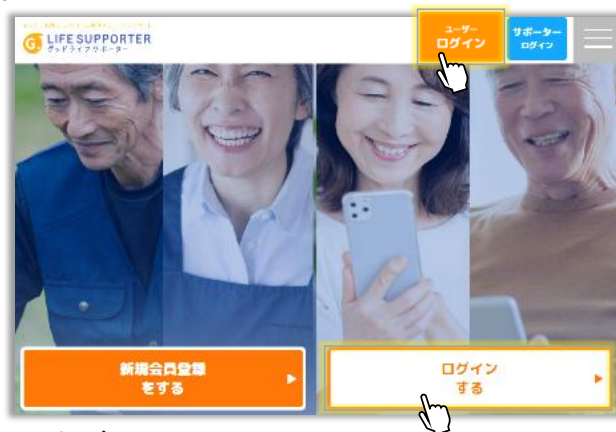 G. LIFE SUPPORTER
グッドライフサポーター
ユーザー
ログイン
サポーター
ログイン
新規会員登録
をする
ログイン
する